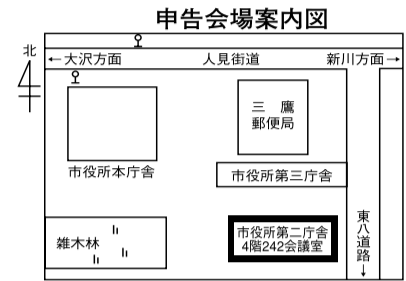 申告会場案内図
北
←大沢方面
人見街道
新川方面→
三鷹
郵便局
市役所本庁舎
市役所第三庁舎
雑木林
市役所第二庁舎
4階242会議室
東八道路→